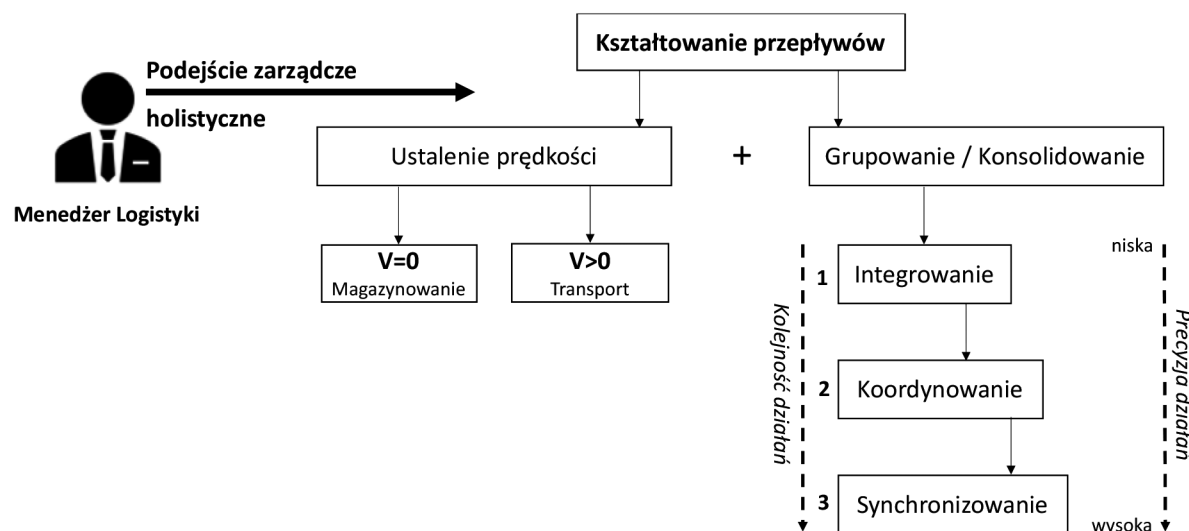 Kształtowanie przepływów
Podejście zarządcze
holistyczne
Menedżer Logistyki
Ustalenie prędkości
+
Grupowanie / Konsolidowanie
V=0
Magazynowanie
V>0
Transport
niska
1
Integrowanie
Kolejność działań
Precyzja działań
2
Koordynowanie
3
Synchronizowanie
wysoka